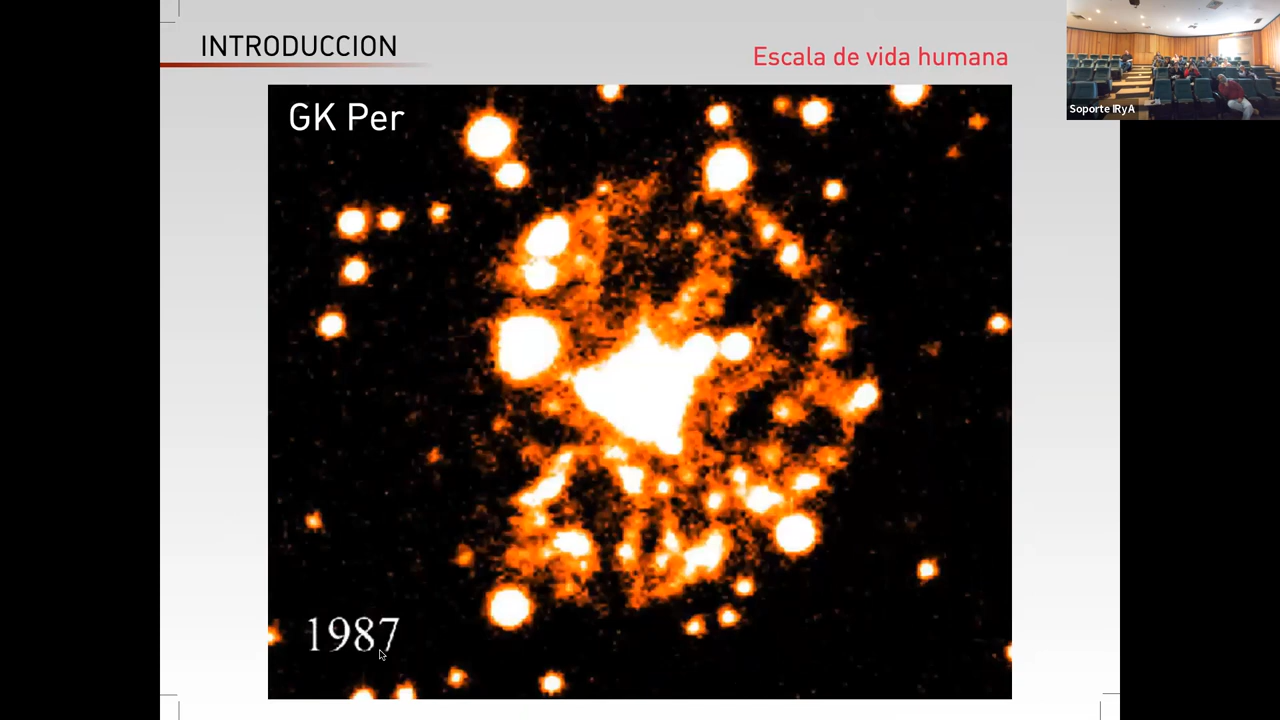 INTRODUCCION
Escala de vida humana
GK Per
1987
Soporte IRyA